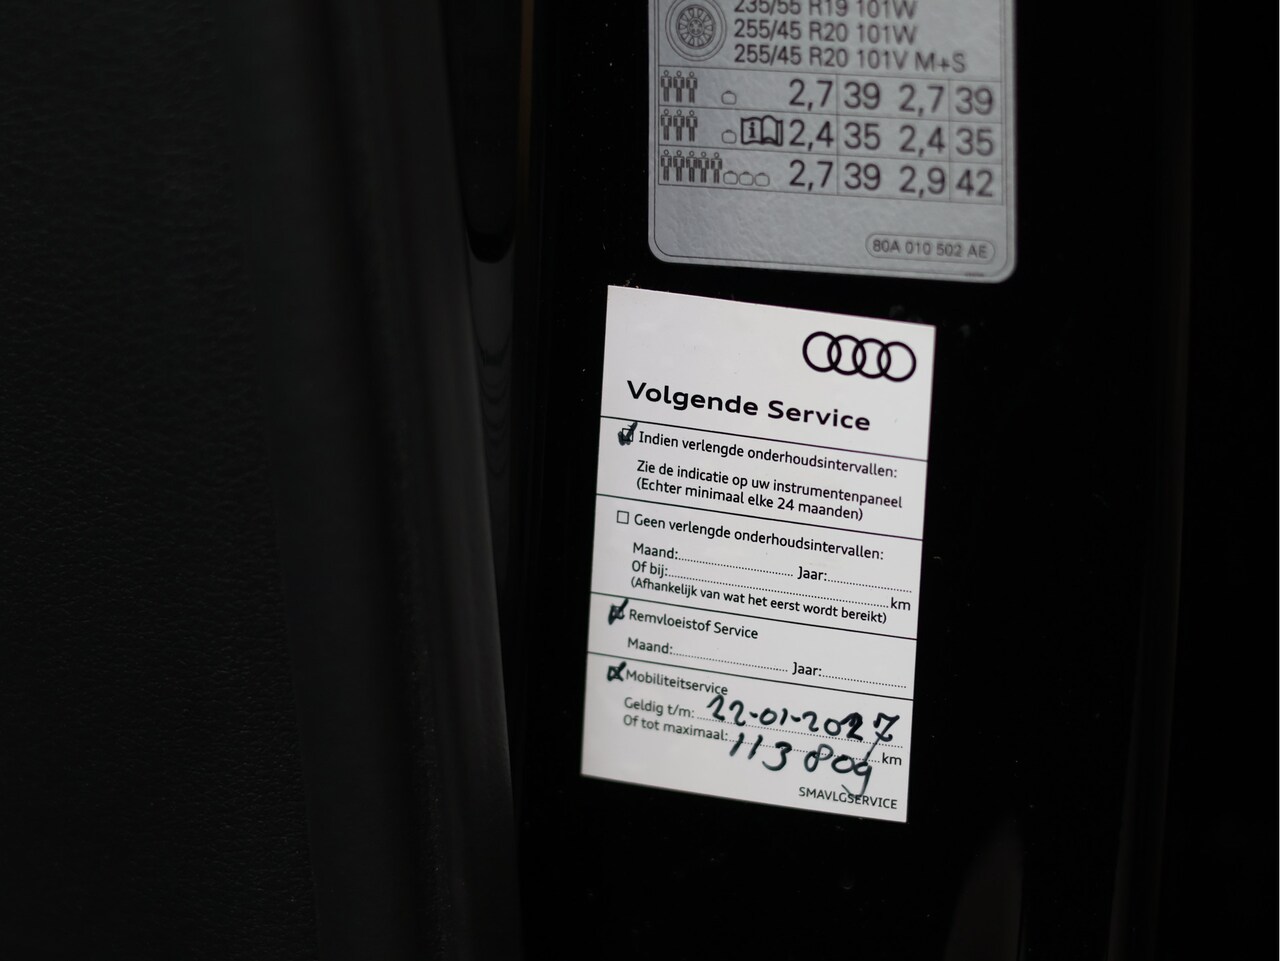 235/55 R19 101W
255/45 R20 101W
255/45 R20 101V M+S
2,7 39 2,7 39
i 2,4 35 2,4 35
2,7 39 2,9 42
80A 010 502 AE
Volgende Service
Indien verlengde onderhoudsintervallen:
Zie de indicatie op uw instrumentenpaneel
(Echter minimaal elke 24 maanden)
Geen verlengde onderhoudsintervallen:
Maand:.......... Jaar:..........
Of bij:.......... km
(Afhankelijk van wat het eerst wordt bereikt)
Remvloeistof Service
Maand:.......... Jaar:..........
Mobiliteitservice
Geldig t/m: 22-01-2027
Of tot maximaal: 113 809 km
SMAVLGSERVICE